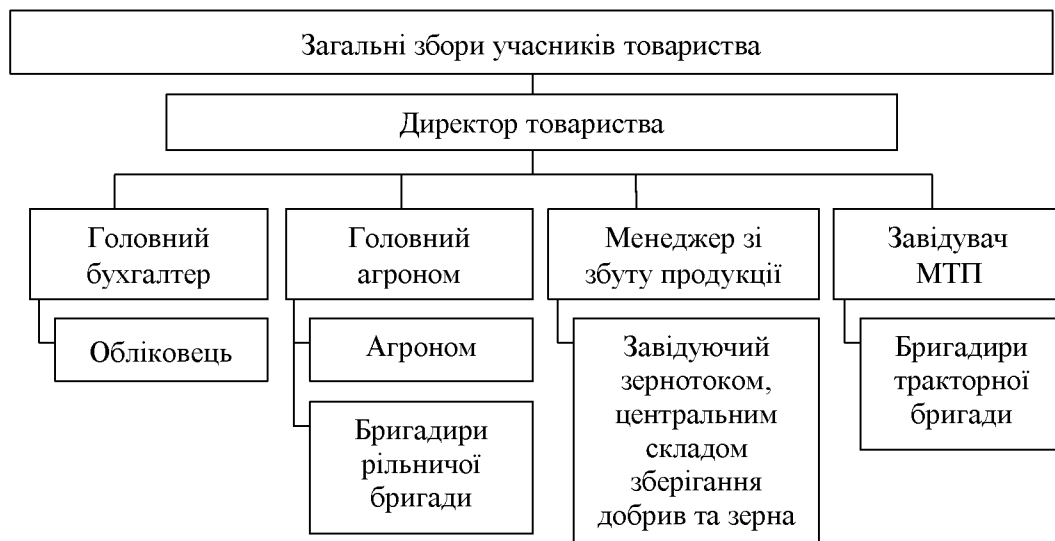 Загальні збори учасників товариства
Директор товариства
Головний
бухгалтер
Головний
агроном
Менеджер зі
збуту продукції
Завідувач
МТП
Обліковець
Агроном
Бригадири
рільничої
бригади
Завідуючий
зернотоком,
центральним
складом
зберігання
добрив та зерна
Бригадири
тракторної
бригади